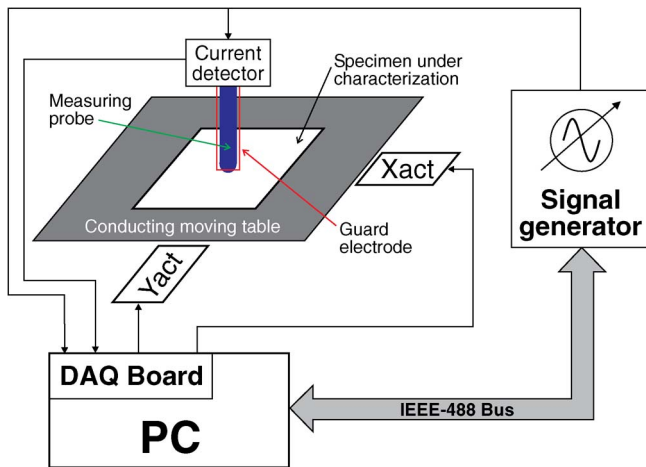 Current
detector
Specimen under
characterization
Measuring
probe
Signal
generator
Xact
Conducting moving table
Guard
electrode
Yact
DAQ Board
PC
IEEE-488 Bus